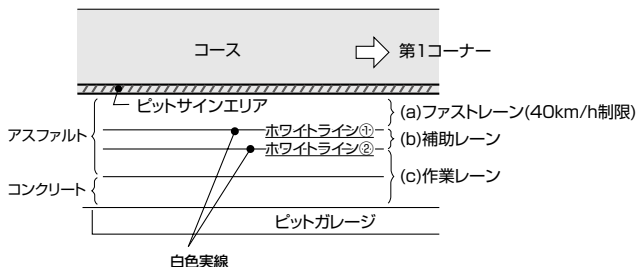 コース
第1コーナー
ピットサインエリア
(a)ファストレーン(40km/h制限)
アスファルト
ホワイトライン①
(b)補助レーン
ホワイトライン②
(c)作業レーン
コンクリート
ピットガレージ
白色実線